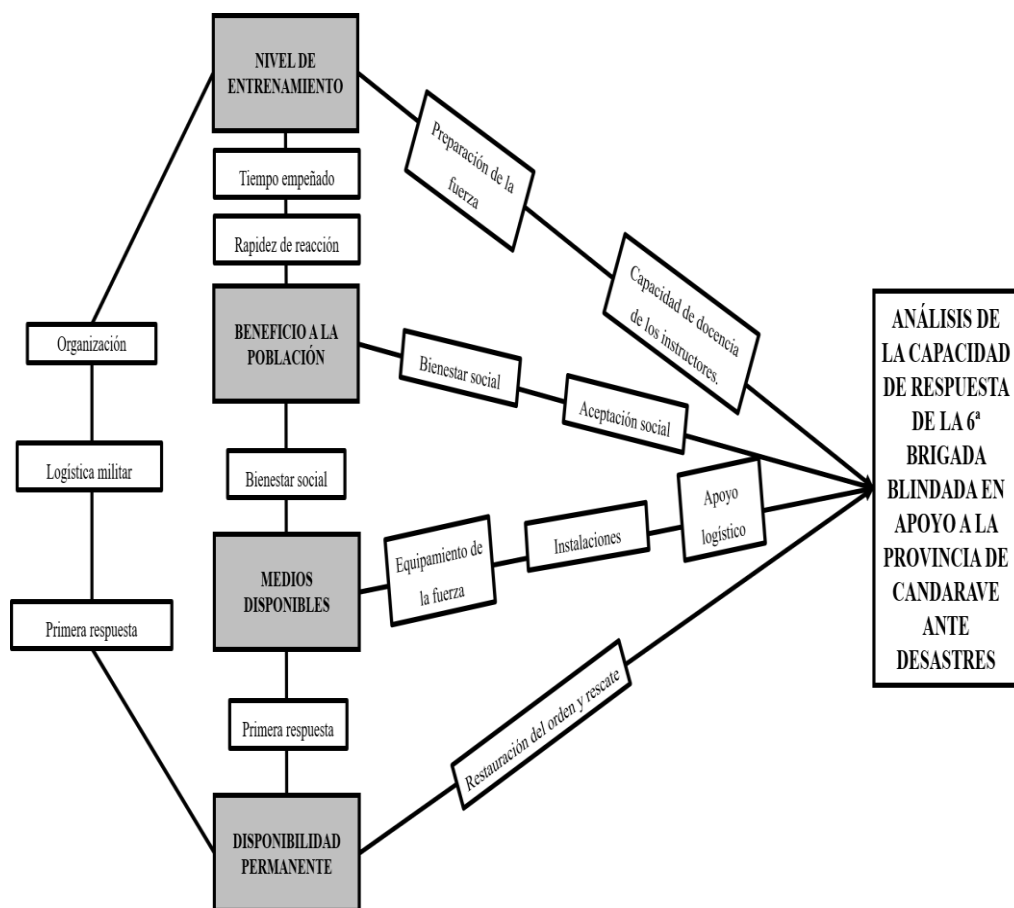 NIVEL DE
ENTRENAMIENTO
Tiempo empeñado
Rapidez de reacción
BENEFICIO A LA
POBLACIÓN
Bienestar social
MEDIOS
DISPONIBLES
Primera respuesta
DISPONIBILIDAD
PERMANENTE
Organización
Logística militar
Primera respuesta
Preparación de la
fuerza
Capacidad de docencia
de los instructores.
Bienestar social
Aceptación social
Equipamiento de
la fuerza
Instalaciones
Apoyo
logístico
Restauración del orden y rescate
ANÁLISIS DE
LA CAPACIDAD
DE RESPUESTA
DE LA 6ª
BRIGADA
BLINDADA EN
APOYO A LA
PROVINCIA DE
CANDARAVE
ANTE
DESASTRES